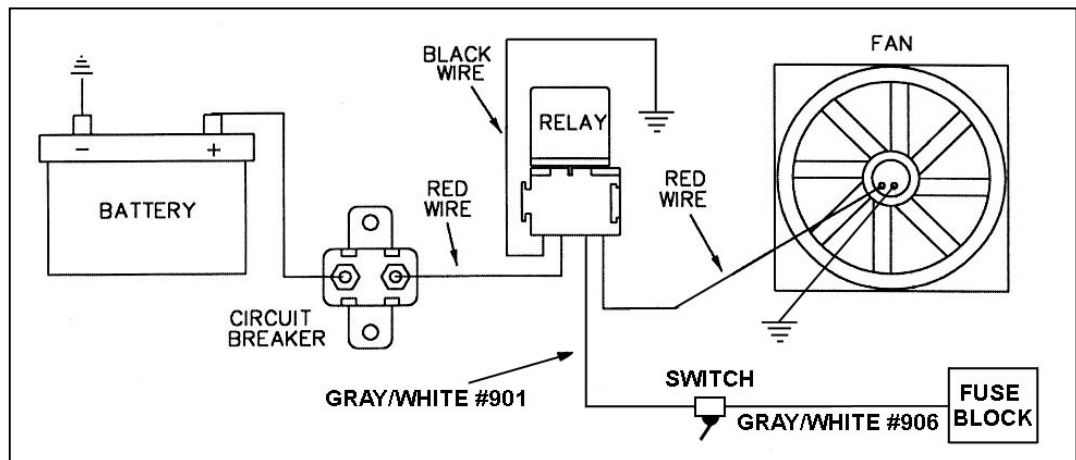 BLACK
WIRE
FAN
RELAY
−
+
BATTERY
RED
WIRE
RED
WIRE
CIRCUIT
BREAKER
GRAY/WHITE #901
SWITCH
GRAY/WHITE #906
FUSE
BLOCK